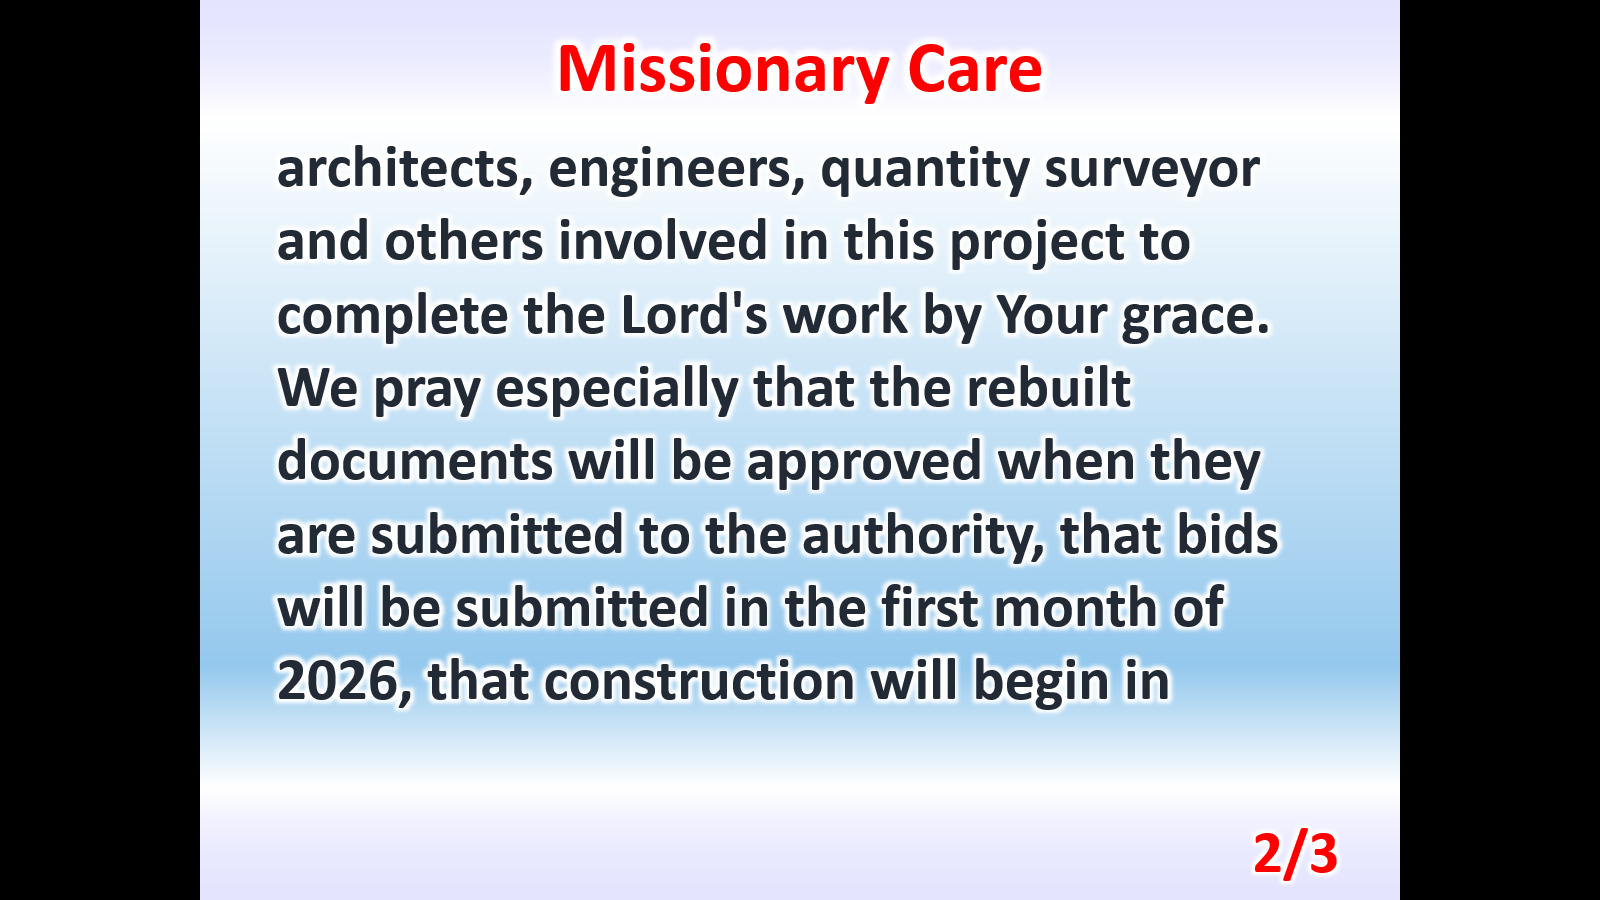 Missionary Care
architects, engineers, quantity surveyor
and others involved in this project to
complete the Lord's work by Your grace.
We pray especially that the rebuilt
documents will be approved when they
are submitted to the authority, that bids
will be submitted in the first month of
2026, that construction will begin in
2/3